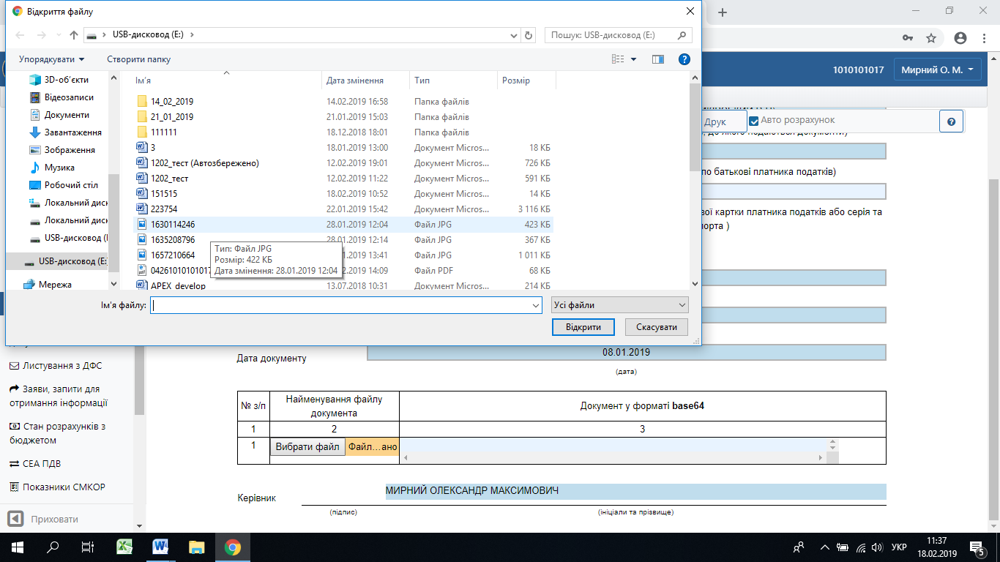 Відкриття файлу
USB-дисковод (E:)
Пошук: USB-дисковод (E:)
Упорядкувати
Створити папку
1010101017
Мирний О. М.
3D-об'єкти
Відеозаписи
Документи
Завантаження
Зображення
Музика
Робочий стіл
Локальний диск
Локальний диск
USB-дисковод (
USB-дисковод (E:
Мережа
Ім'я Дата змінення Тип Розмір
14_02_2019 14.02.2019 16:58 Папка файлів
21_01_2019 21.01.2019 15:03 Папка файлів
111111 18.12.2018 18:01 Папка файлів
3 18.01.2019 13:00 Документ Micros... 18 КБ
1202_тест (Автозбережено) 12.02.2019 19:01 Документ Micros... 726 КБ
1202_тест 12.02.2019 11:22 Документ Micros... 591 КБ
151515 18.02.2019 10:52 Документ Micros... 14 КБ
223754 22.01.2019 15:42 Документ Micros... 3 116 КБ
1630114246 28.01.2019 12:04 Файл JPG 423 КБ
1635208796 28.01.2019 12:14 Файл JPG 367 КБ
1657210664 2019 13:41 Файл JPG 1 011 КБ
04261010101017 2019 14:09 Файл PDF 68 КБ
APEX_develop 13.07.2018 10:31 Документ Micros... 214 КБ
Тип: Файл JPG
Розмір: 422 КБ
Дата змінення: 28.01.2019 12:04
Ім'я файлу:
Усі файли
Відкрити
Скасувати
Друк
Авто розрахунок
, до якого подаються документи)
по батькові платника податків)
вої картки платника податків або серія та
порта )
Листування з ДФС
Заяви, запити для
отримання інформації
Стан розрахунків з
бюджетом
СЕА ПДВ
Показники СМКОР
Приховати
Дата документу
08.01.2019
(дата)
№ з/п Найменування файлу
документа Документ у форматі base64
1 2 3
1 Вибрати файл Файл…ано
Керівник
МИРНИЙ ОЛЕКСАНДР МАКСИМОВИЧ
(підпис)
(ініціали та прізвище)
УКР
11:37
18.02.2019
5